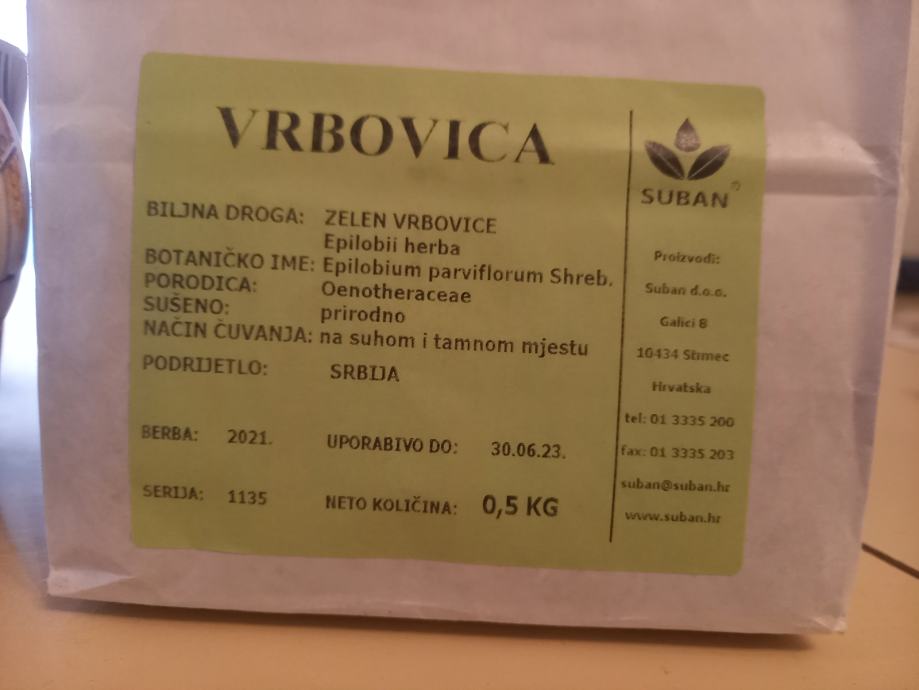 VRBOVICA
BILJNA DROGA: ZELEN VRBOVICE
Epilobii herba
BOTANIČKO IME: Epilobium parviflorum Shreb.
PORODICA: Oenotheraceae
SUŠENO: prirodno
NAČIN ČUVANJA: na suhom i tamnom mjestu
PODRIJETLO: SRBIJA
BERBA: 2021. UPORABIVO DO: 30.06.23.
SERIJA: 1135 NETO KOLIČINA: 0,5 KG
SUBAN®
Proizvodi:
Suban d.o.o.
Galici 8
10434 Strmec
Hrvatska
tel: 01 3335 200
fax: 01 3335 203
suban@suban.hr
www.suban.hr